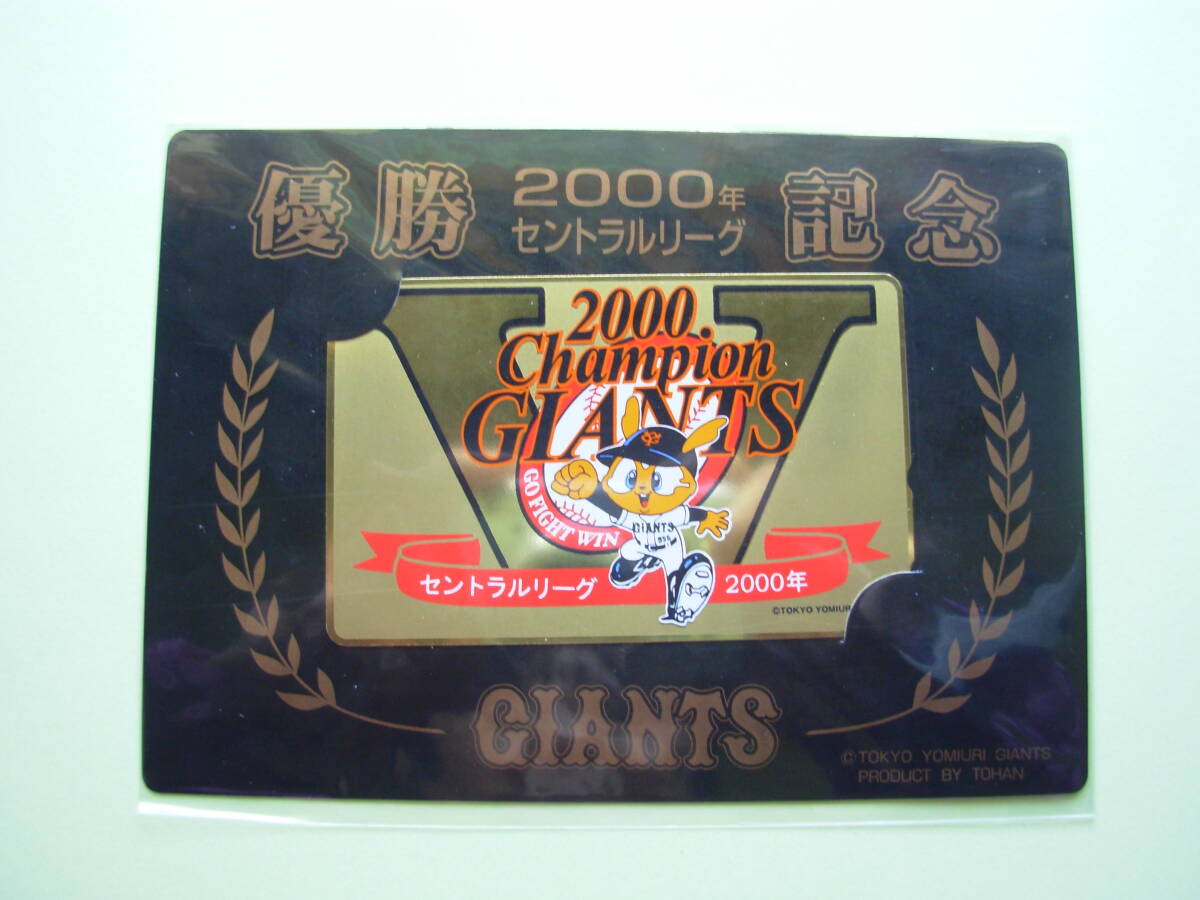 優勝 2000年 記念
セントラルリーグ
2000
Champion
GIANTS
GO FIGHT WIN
GIANTS
セントラルリーグ 2000年
©TOKYO YOMIUR
GIANTS
©TOKYO YOMIURI GIANTS
PRODUCT BY TOHAN